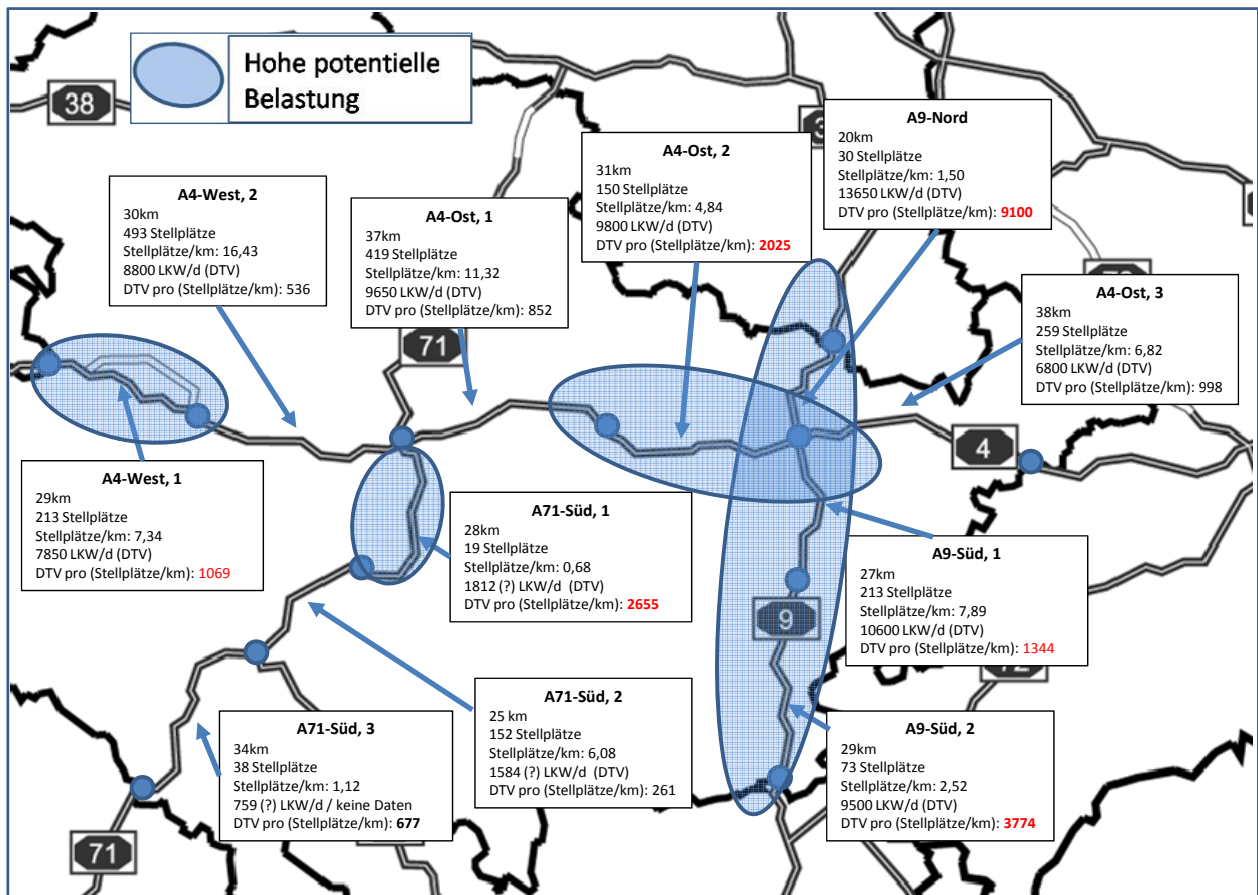 Hohe potentielle
Belastung
38
A9-Nord
20km
30 Stellplätze
Stellplätze/km: 1,50
13650 LKW/d (DTV)
DTV pro (Stellplätze/km): 9100
A4-Ost, 2
31km
150 Stellplätze
Stellplätze/km: 4,84
9800 LKW/d (DTV)
DTV pro (Stellplätze/km): 2025
A4-West, 2
30km
493 Stellplätze
Stellplätze/km: 16,43
8800 LKW/d (DTV)
DTV pro (Stellplätze/km): 536
A4-Ost, 1
37km
419 Stellplätze
Stellplätze/km: 11,32
9650 LKW/d (DTV)
DTV pro (Stellplätze/km): 852
A4-Ost, 3
38km
259 Stellplätze
Stellplätze/km: 6,82
6800 LKW/d (DTV)
DTV pro (Stellplätze/km): 998
71
4
A4-West, 1
29km
213 Stellplätze
Stellplätze/km: 7,34
7850 LKW/d (DTV)
DTV pro (Stellplätze/km): 1069
A71-Süd, 1
28km
19 Stellplätze
Stellplätze/km: 0,68
1812 (?) LKW/d (DTV)
DTV pro (Stellplätze/km): 2655
A9-Süd, 1
27km
213 Stellplätze
Stellplätze/km: 7,89
10600 LKW/d (DTV)
DTV pro (Stellplätze/km): 1344
9
A71-Süd, 2
25 km
152 Stellplätze
Stellplätze/km: 6,08
1584 (?) LKW/d (DTV)
DTV pro (Stellplätze/km): 261
A71-Süd, 3
34km
38 Stellplätze
Stellplätze/km: 1,12
759 (?) LKW/d / keine Daten
DTV pro (Stellplätze/km): 677
A9-Süd, 2
29km
73 Stellplätze
Stellplätze/km: 2,52
9500 LKW/d (DTV)
DTV pro (Stellplätze/km): 3774
71